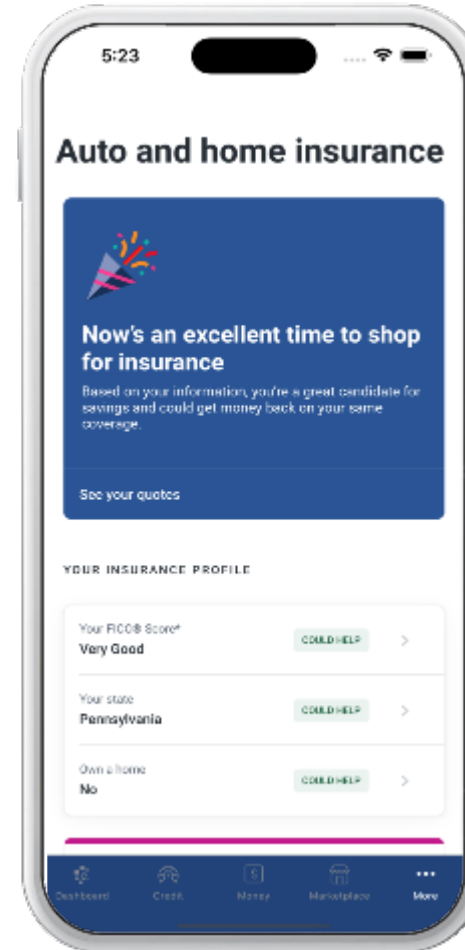 5:23
Auto and home insurance
Now's an excellent time to shop
for insurance
Based on your information, you're a great candidate for
savings and could get money back on your same
coverage.
See your quotes
YOUR INSURANCE PROFILE
Your FICO® Score*
Very Good
COULD HELP
Your state
Pennsylvania
COULD HELP
Own a home
No
COULD HELP
Dashboard Credit Money Marketplace More